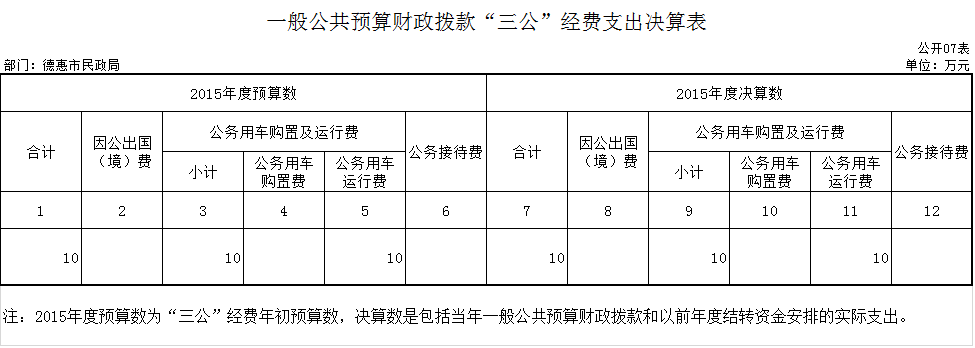 一般公共预算财政拨款“三公”经费支出决算表
公开07表
部门：德惠市民政局 单位：万元
2015年度预算数 2015年度决算数
合计 因公出国（境）费 公务用车购置及运行费 公务接待费 合计 因公出国（境）费 公务用车购置及运行费 公务接待费
小计 公务用车购置费 公务用车运行费 小计 公务用车购置费 公务用车运行费
1 2 3 4 5 6 7 8 9 10 11 12
10 10 10 10 10 10
注：2015年度预算数为“三公”经费年初预算数，决算数是包括当年一般公共预算财政拨款和以前年度结转资金安排的实际支出。